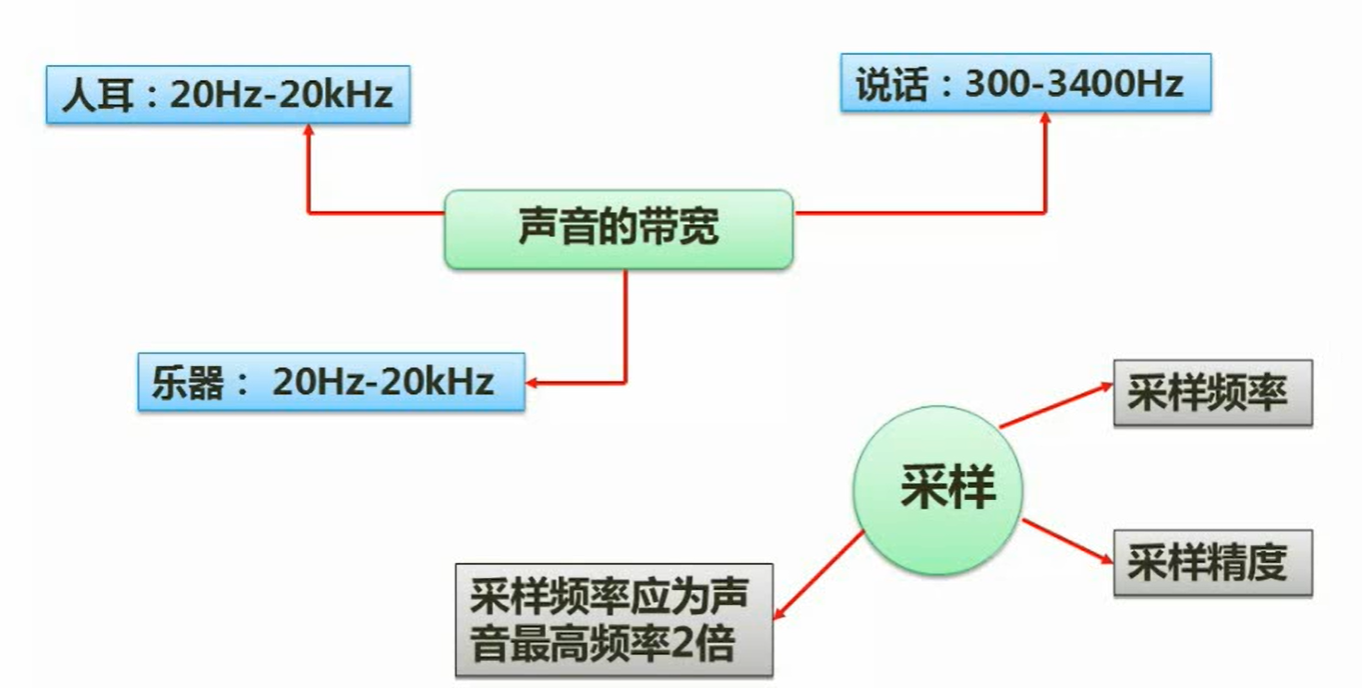 人耳：20Hz-20kHz
说话：300-3400Hz
声音的带宽
乐器： 20Hz-20kHz
采样频率
采样
采样精度
采样频率应为声
音最高频率2倍